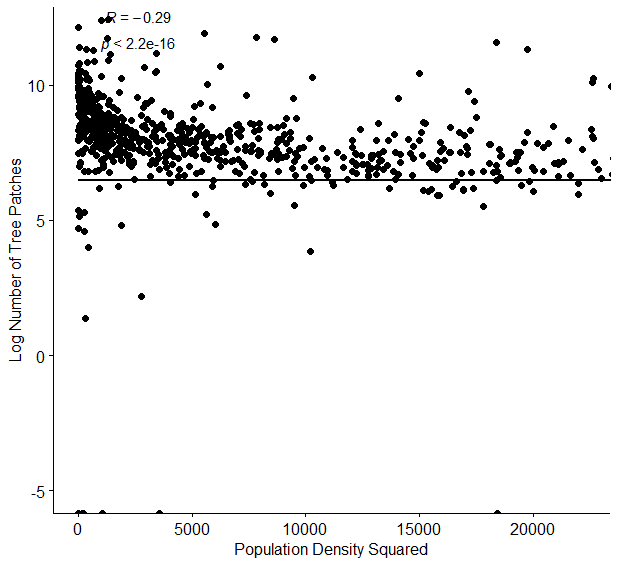 R = −0.29
p < 2.2e-16
Log Number of Tree Patches
10
5
0
-5
0 5000 10000 15000 20000
Population Density Squared